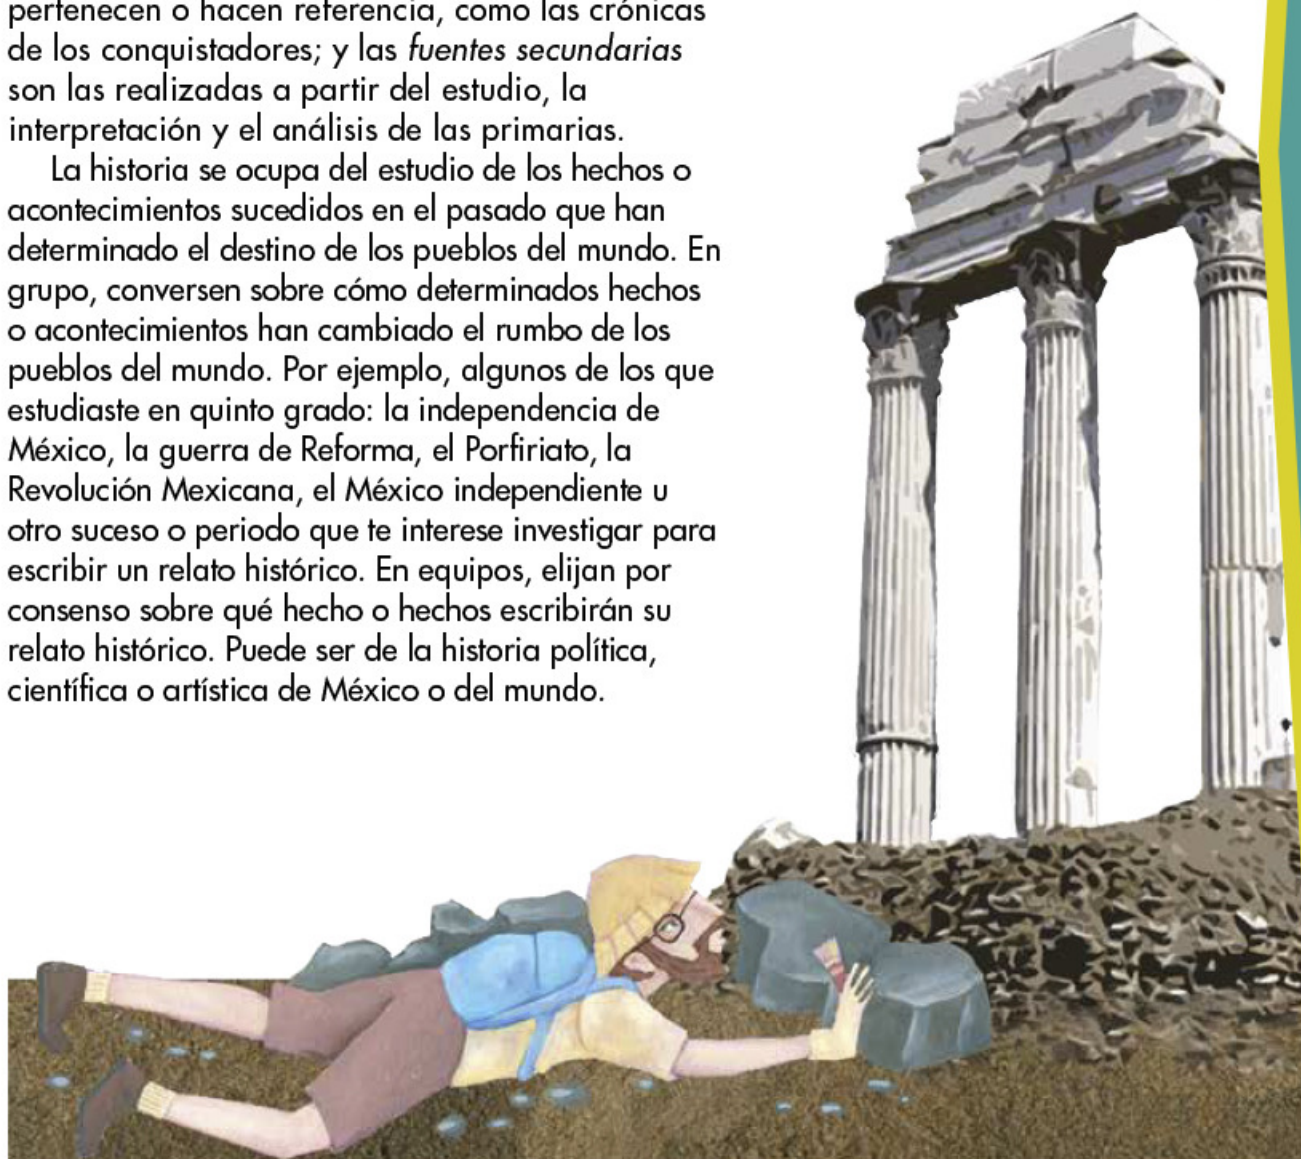 pertenecen o hacen referencia, como las crónicas
de los conquistadores; y las fuentes secundarias
son las realizadas a partir del estudio, la
interpretación y el análisis de las primarias.
La historia se ocupa del estudio de los hechos o
acontecimientos sucedidos en el pasado que han
determinado el destino de los pueblos del mundo. En
grupo, conversen sobre cómo determinados hechos
o acontecimientos han cambiado el rumbo de los
pueblos del mundo. Por ejemplo, algunos de los que
estudiaste en quinto grado: la independencia de
México, la guerra de Reforma, el Porfiriato, la
Revolución Mexicana, el México independiente u
otro suceso o periodo que te interese investigar para
escribir un relato histórico. En equipos, elijan por
consenso sobre qué hecho o hechos escribirán su
relato histórico. Puede ser de la historia política,
científica o artística de México o del mundo.